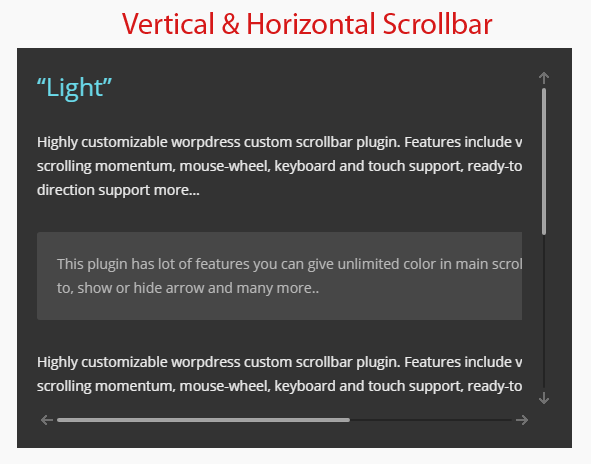 Vertical & Horizontal Scrollbar
“Light”
Highly customizable worpdress custom scrollbar plugin. Features include v
scrolling momentum, mouse-wheel, keyboard and touch support, ready-to
direction support more...
This plugin has lot of features you can give unlimited color in main scrol
to, show or hide arrow and many more..
Highly customizable worpdress custom scrollbar plugin. Features include v
scrolling momentum, mouse-wheel, keyboard and touch support, ready-to